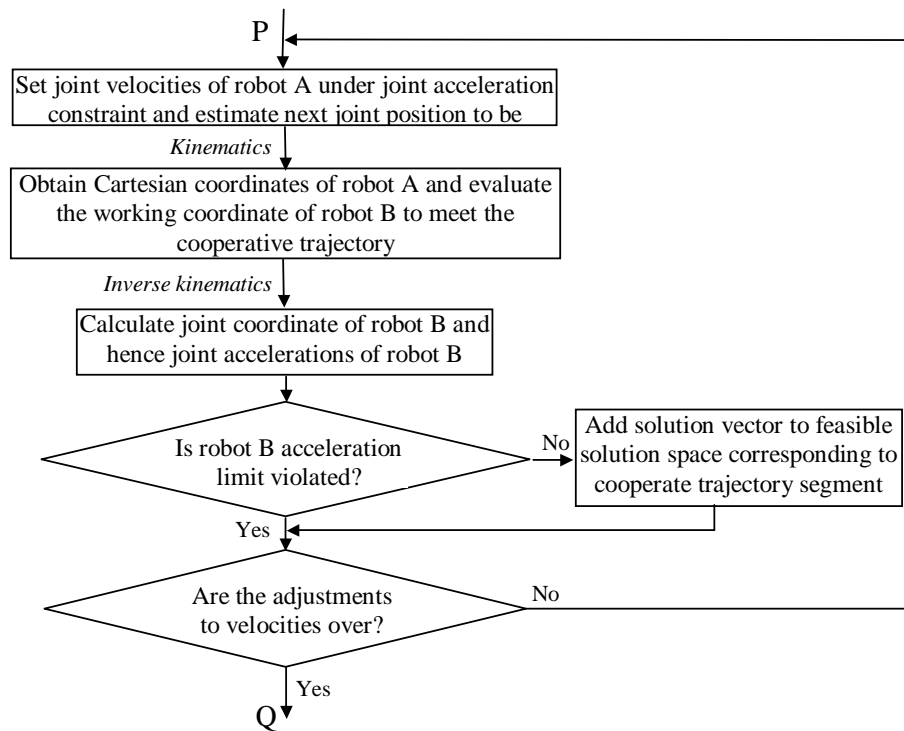 P
Set joint velocities of robot A under joint acceleration
constraint and estimate next joint position to be
Kinematics
Obtain Cartesian coordinates of robot A and evaluate
the working coordinate of robot B to meet the
cooperative trajectory
Inverse kinematics
Calculate joint coordinate of robot B and
hence joint accelerations of robot B
Is robot B acceleration
limit violated?
No
Add solution vector to feasible
solution space corresponding to
cooperate trajectory segment
Yes
Are the adjustments
to velocities over?
No
Yes
Q